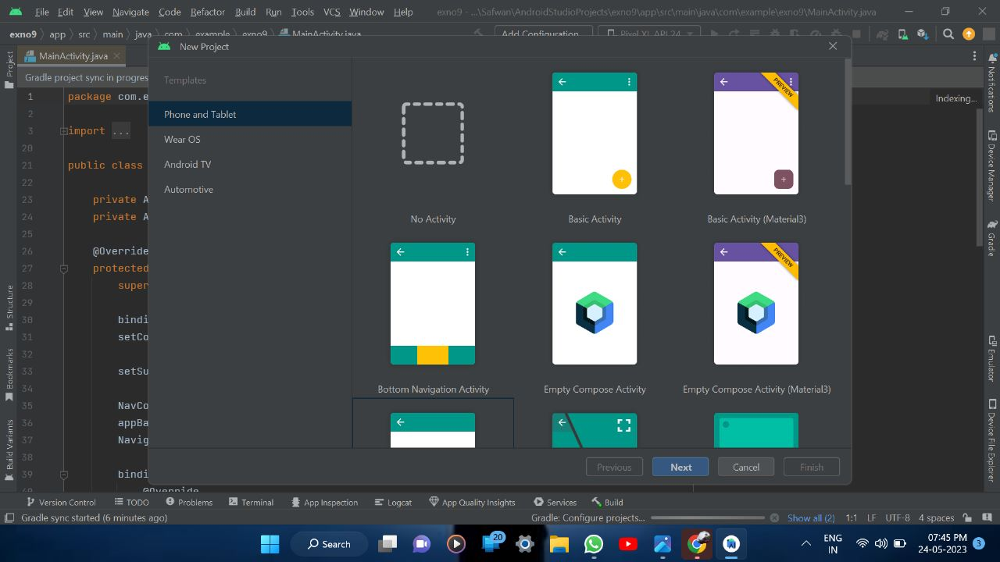 File Edit View Navigate Code Refactor Build Run Tools VCS Window Help exno9 - ...\Safwan\AndroidStudioProjects\exno9\app\src\main\java\com\example\exno9\MainActivity.java
exno9 app src main java com example exno9 MainActivity.java Add Configuration... Pixel XL API 24
Project
MainActivity.java
New Project
Notifications
Gradle project sync in progres
Indexing...
1 package com.e
2
3 import ...
20
21 public class
22
23 private A
24 private A
25
26 @Override
27 protected
28 super
29
30 bindi
31 setCo
32
33 setSu
34
35 NavCo
36 appBa
37 Navig
38
39 bindi
40 @Override
Templates
Phone and Tablet
Wear OS
Android TV
Automotive
PREVIEW
No Activity
Basic Activity
Basic Activity (Material3)
PREVIEW
Bottom Navigation Activity
Empty Compose Activity
Empty Compose Activity (Material3)
Previous Next Cancel Finish
Structure
Bookmarks
Build Variants
Device Manager
Gradle
Emulator
Device File Explorer
Version Control TODO Problems Terminal App Inspection Logcat App Quality Insights Services Build
Gradle sync started (6 minutes ago) Gradle: Configure projects... Show all (2) 1:1 LF UTF-8 4 spaces
Search
20
ENG
IN
07:45 PM
24-05-2023
3